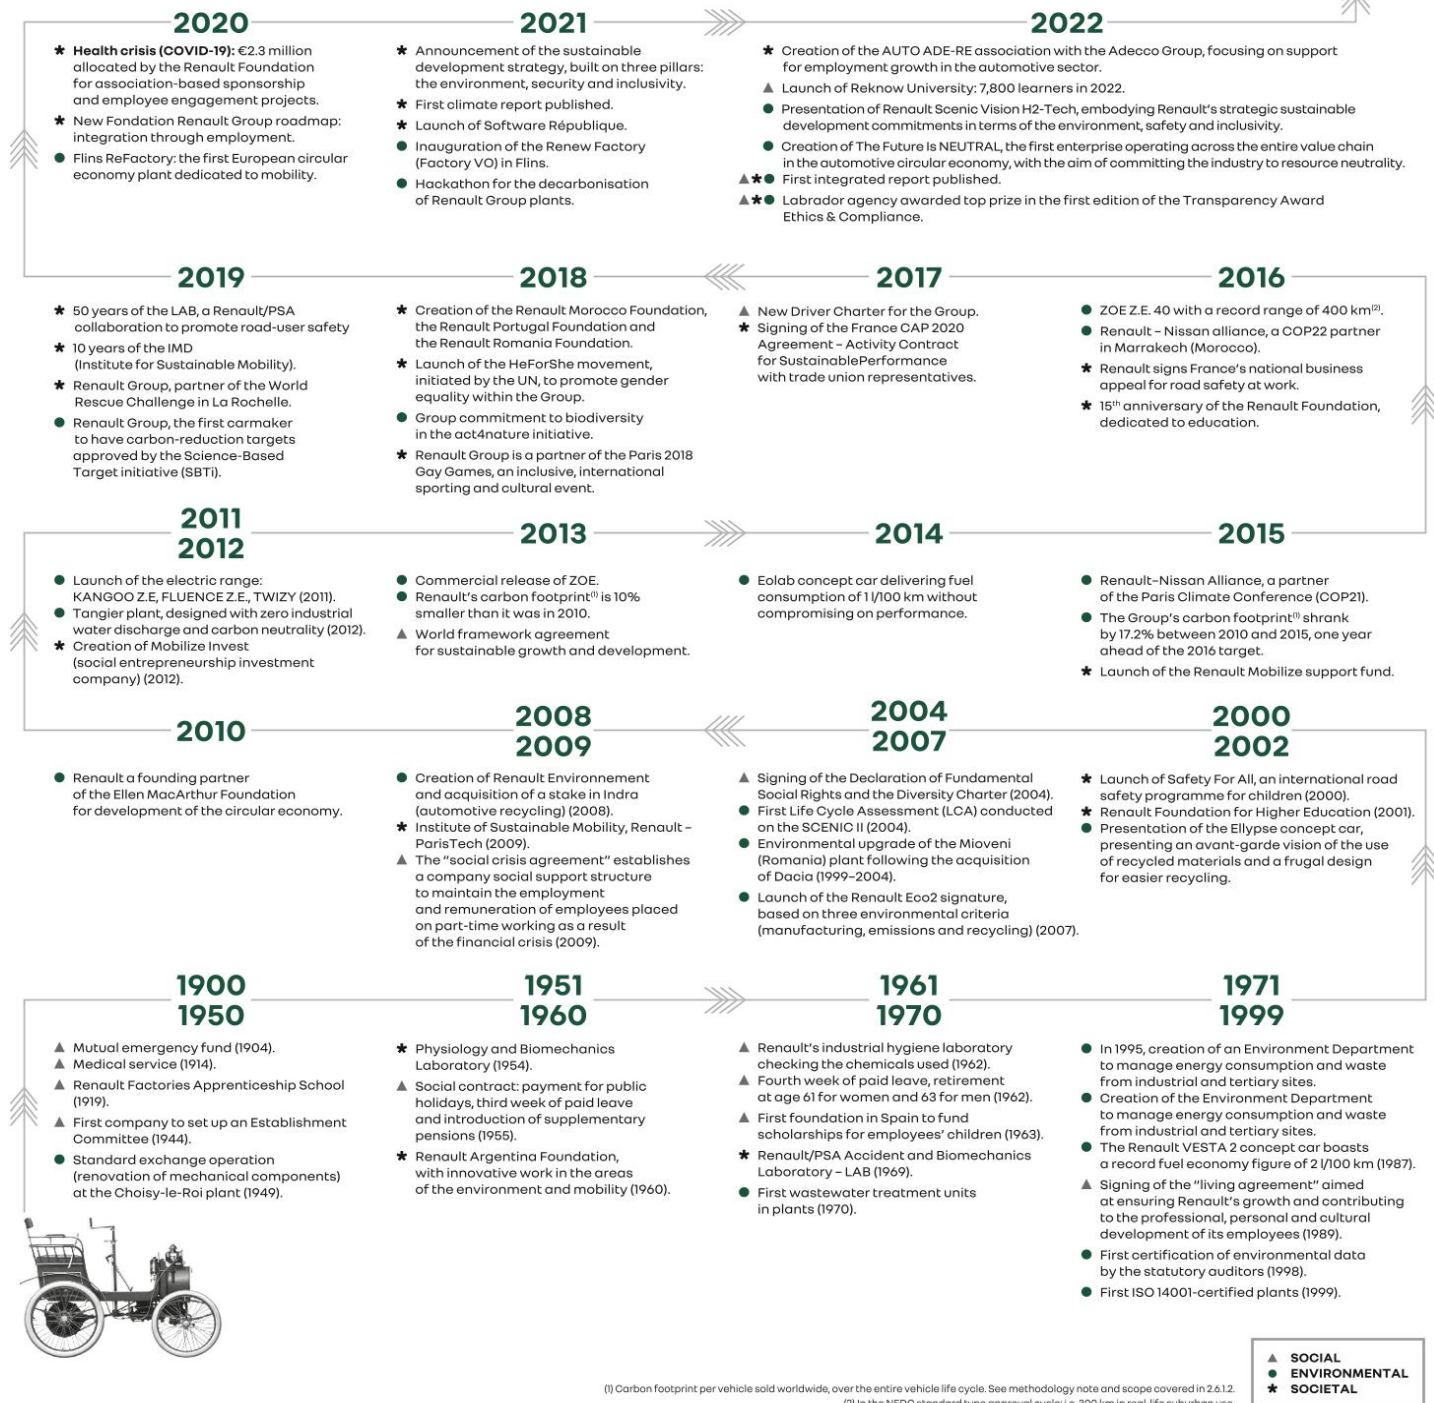 2020
* Health crisis (COVID-19): €2.3 million
allocated by the Renault Foundation
for association-based sponsorship
and employee engagement projects.
* New Fondation Renault Group roadmap:
integration through employment.
● Flins ReFactory: the first European circular
economy plant dedicated to mobility.
2021
* Announcement of the sustainable
development strategy, built on three pillars:
the environment, security and inclusivity.
* First climate report published.
* Launch of Software République.
● Inauguration of the Renew Factory
(Factory VO) in Flins.
● Hackathon for the decarbonisation
of Renault Group plants.
2022
* Creation of the AUTO ADE-RE association with the Adecco Group, focusing on support
for employment growth in the automotive sector.
▲ Launch of Reknow University: 7,800 learners in 2022.
● Presentation of Renault Scenic Vision H2-Tech, embodying Renault's strategic sustainable
development commitments in terms of the environment, safety and inclusivity.
● Creation of The Future Is NEUTRAL, the first enterprise operating across the entire value chain
in the automotive circular economy, with the aim of committing the industry to resource neutrality.
▲*● First integrated report published.
▲*● Labrador agency awarded top prize in the first edition of the Transparency Award
Ethics & Compliance.
2019
* 50 years of the LAB, a Renault/PSA
collaboration to promote road-user safety
* 10 years of the IMD
(Institute for Sustainable Mobility).
* Renault Group, partner of the World
Rescue Challenge in La Rochelle.
● Renault Group, the first carmaker
to have carbon-reduction targets
approved by the Science-Based
Target initiative (SBTi).
2018
* Creation of the Renault Morocco Foundation,
the Renault Portugal Foundation and
the Renault Romania Foundation.
* Launch of the HeForShe movement,
initiated by the UN, to promote gender
equality within the Group.
● Group commitment to biodiversity
in the act4nature initiative.
* Renault Group is a partner of the Paris 2018
Gay Games, an inclusive, international
sporting and cultural event.
2017
▲ New Driver Charter for the Group.
* Signing of the France CAP 2020
Agreement – Activity Contract
for SustainablePerformance
with trade union representatives.
2016
● ZOE Z.E. 40 with a record range of 400 km(2).
● Renault – Nissan alliance, a COP22 partner
in Marrakech (Morocco).
* Renault signs France's national business
appeal for road safety at work.
* 15th anniversary of the Renault Foundation,
dedicated to education.
2011
2012
● Launch of the electric range:
KANGOO Z.E, FLUENCE Z.E., TWIZY (2011).
● Tangier plant, designed with zero industrial
water discharge and carbon neutrality (2012).
* Creation of Mobilize Invest
(social entrepreneurship investment
company) (2012).
2013
● Commercial release of ZOE.
● Renault's carbon footprint(1) is 10%
smaller than it was in 2010.
▲ World framework agreement
for sustainable growth and development.
2014
● Eolab concept car delivering fuel
consumption of 1 l/100 km without
compromising on performance.
2015
● Renault–Nissan Alliance, a partner
of the Paris Climate Conference (COP21).
● The Group's carbon footprint(1) shrank
by 17.2% between 2010 and 2015, one year
ahead of the 2016 target.
* Launch of the Renault Mobilize support fund.
2010
● Renault a founding partner
of the Ellen MacArthur Foundation
for development of the circular economy.
2008
2009
● Creation of Renault Environnement
and acquisition of a stake in Indra
(automotive recycling) (2008).
* Institute of Sustainable Mobility, Renault –
ParisTech (2009).
▲ The "social crisis agreement" establishes
a company social support structure
to maintain the employment
and remuneration of employees placed
on part-time working as a result
of the financial crisis (2009).
2004
2007
▲ Signing of the Declaration of Fundamental
Social Rights and the Diversity Charter (2004).
● First Life Cycle Assessment (LCA) conducted
on the SCENIC II (2004).
● Environmental upgrade of the Mioveni
(Romania) plant following the acquisition
of Dacia (1999–2004).
● Launch of the Renault Eco2 signature,
based on three environmental criteria
(manufacturing, emissions and recycling) (2007).
2000
2002
* Launch of Safety For All, an international road
safety programme for children (2000).
* Renault Foundation for Higher Education (2001).
● Presentation of the Ellypse concept car,
presenting an avant-garde vision of the use
of recycled materials and a frugal design
for easier recycling.
1900
1950
▲ Mutual emergency fund (1904).
▲ Medical service (1914).
▲ Renault Factories Apprenticeship School
(1919).
▲ First company to set up an Establishment
Committee (1944).
● Standard exchange operation
(renovation of mechanical components)
at the Choisy-le-Roi plant (1949).
1951
1960
* Physiology and Biomechanics
Laboratory (1954).
▲ Social contract: payment for public
holidays, third week of paid leave
and introduction of supplementary
pensions (1955).
* Renault Argentina Foundation,
with innovative work in the areas
of the environment and mobility (1960).
1961
1970
▲ Renault's industrial hygiene laboratory
checking the chemicals used (1962).
▲ Fourth week of paid leave, retirement
at age 61 for women and 63 for men (1962).
▲ First foundation in Spain to fund
scholarships for employees' children (1963).
* Renault/PSA Accident and Biomechanics
Laboratory – LAB (1969).
● First wastewater treatment units
in plants (1970).
1971
1999
● In 1995, creation of an Environment Department
to manage energy consumption and waste
from industrial and tertiary sites.
● Creation of the Environment Department
to manage energy consumption and waste
from industrial and tertiary sites.
● The Renault VESTA 2 concept car boasts
a record fuel economy figure of 2 l/100 km (1987).
▲ Signing of the "living agreement" aimed
at ensuring Renault's growth and contributing
to the professional, personal and cultural
development of its employees (1989).
● First certification of environmental data
by the statutory auditors (1998).
● First ISO 14001-certified plants (1999).
▲ SOCIAL
● ENVIRONMENTAL
* SOCIETAL
(1) Carbon footprint per vehicle sold worldwide, over the entire vehicle life cycle. See methodology note and scope covered in 2.6.1.2.